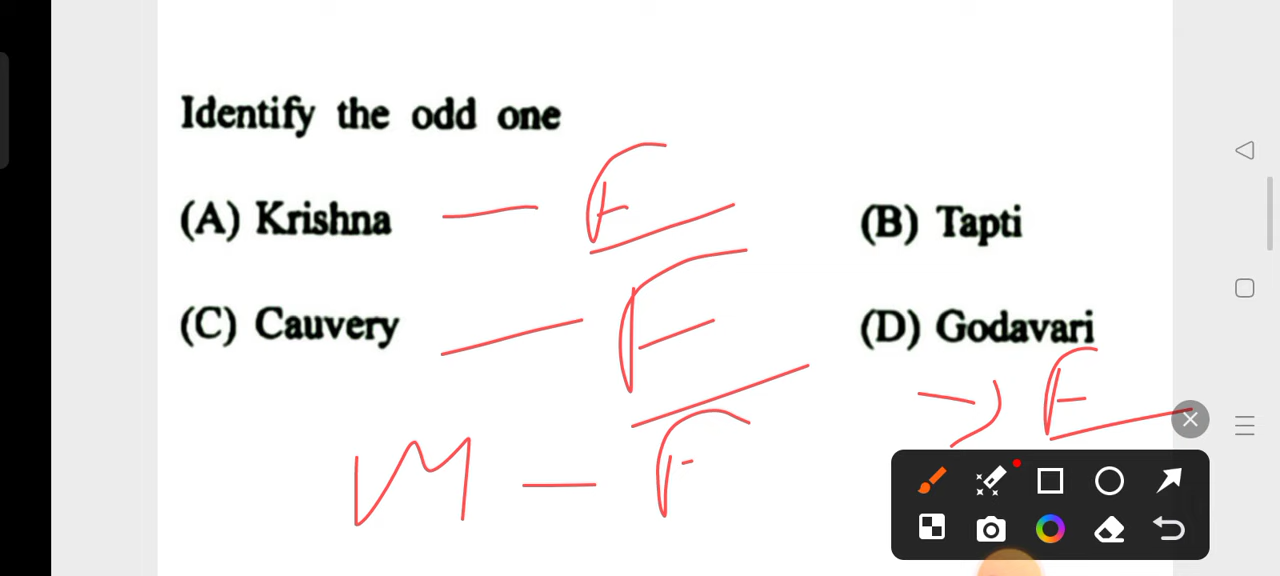 Identify the odd one
(A) Krishna — E (B) Tapti
(C) Cauvery — E (D) Godavari
→ E
M — E